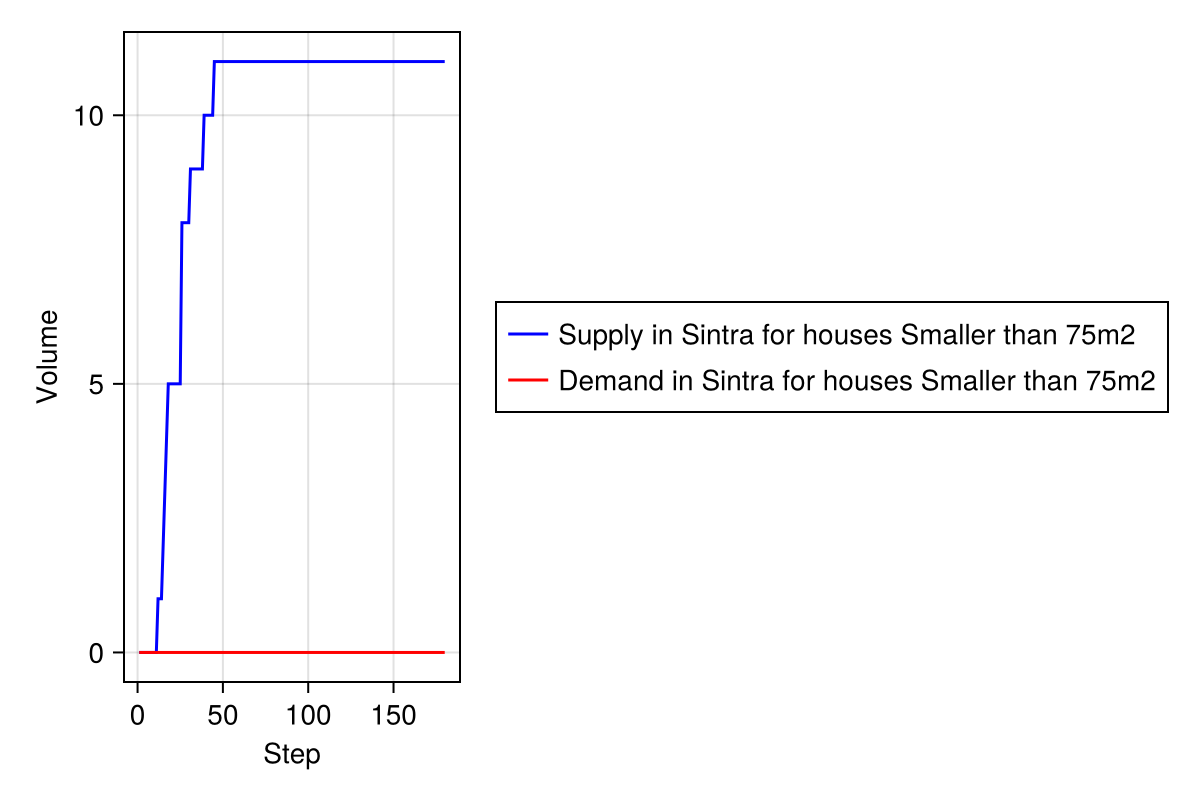 Volume
10
5
0
0 50 100 150
Step
Supply in Sintra for houses Smaller than 75m2
Demand in Sintra for houses Smaller than 75m2